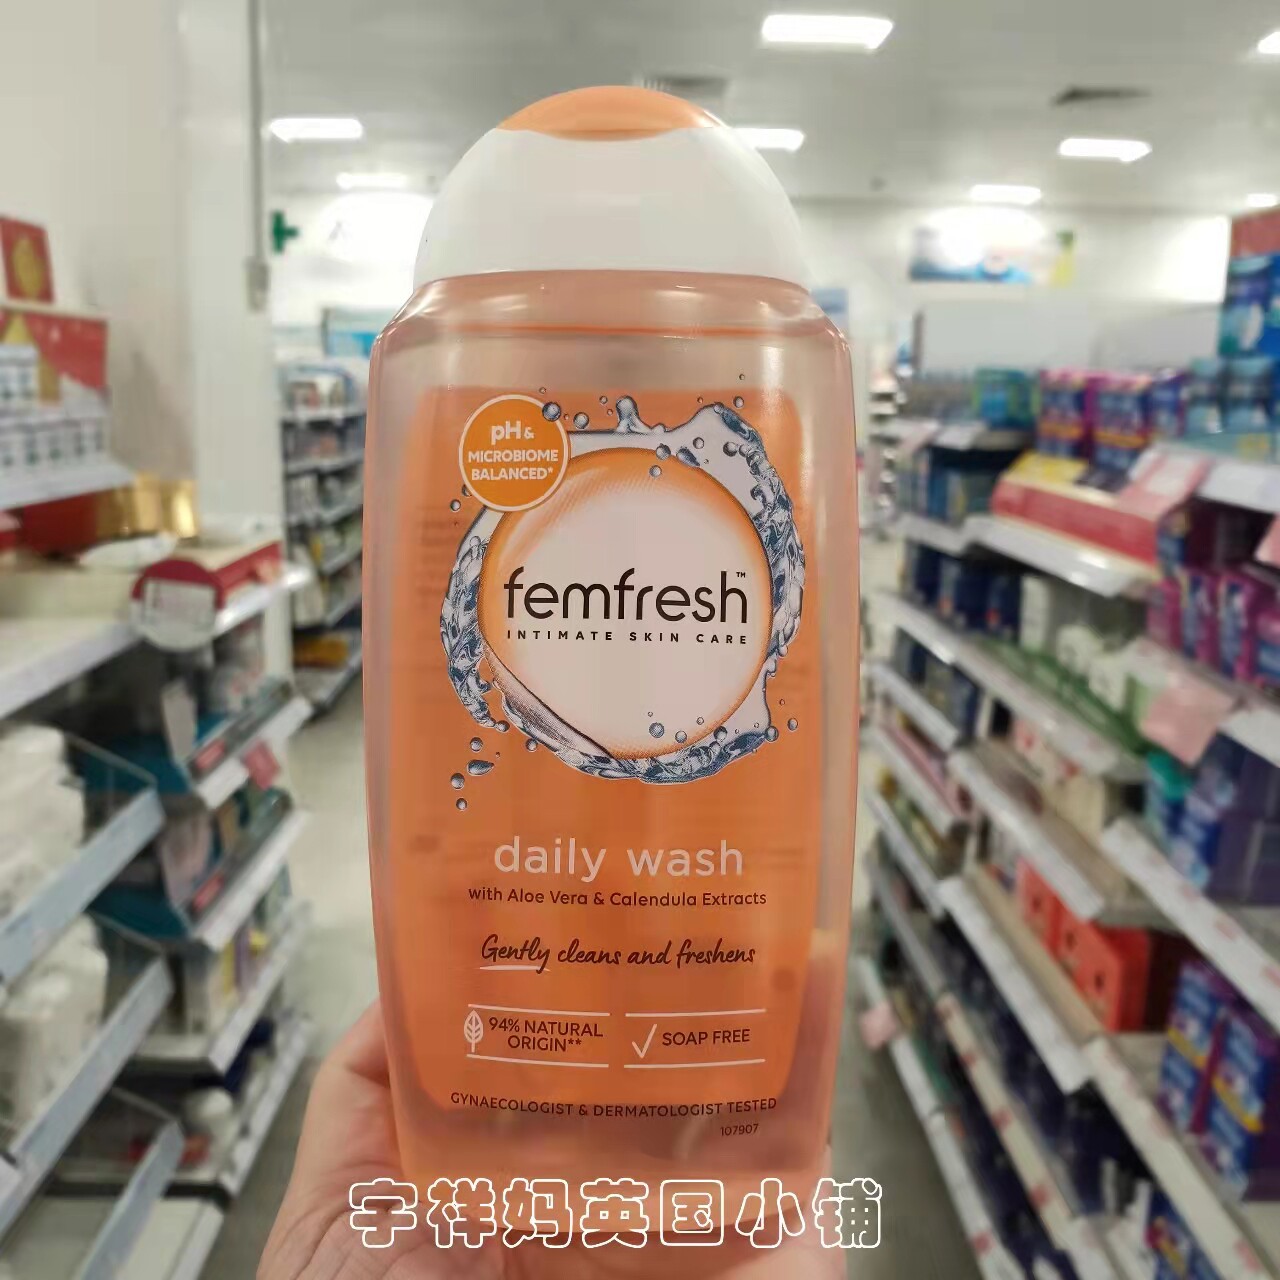 pH &
MICROBIOME
BALANCED*
femfresh™
INTIMATE SKIN CARE
daily wash
with Aloe Vera & Calendula Extracts
Gently cleans and freshens
94% NATURAL
ORIGIN**
SOAP FREE
GYNAECOLOGIST & DERMATOLOGIST TESTED
107907
宇祥妈英国小铺